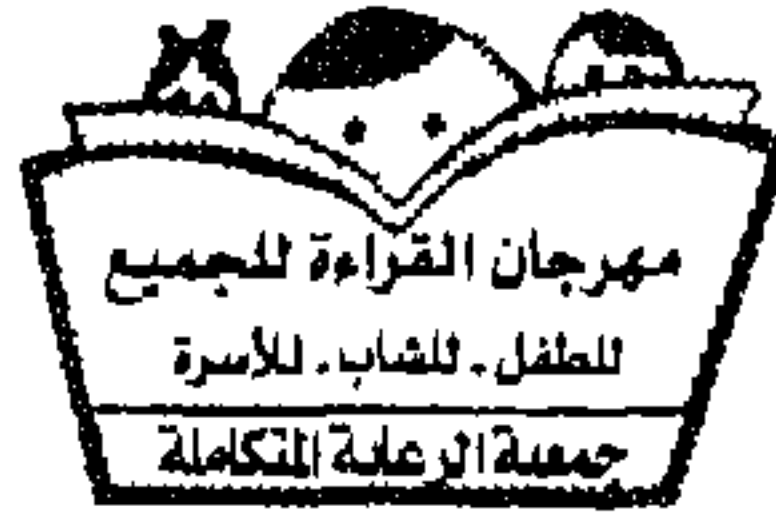 مهرجان القراءة للجميع
للطفل . للشاب . للأسرة
جمعية الرعاية المتكاملة